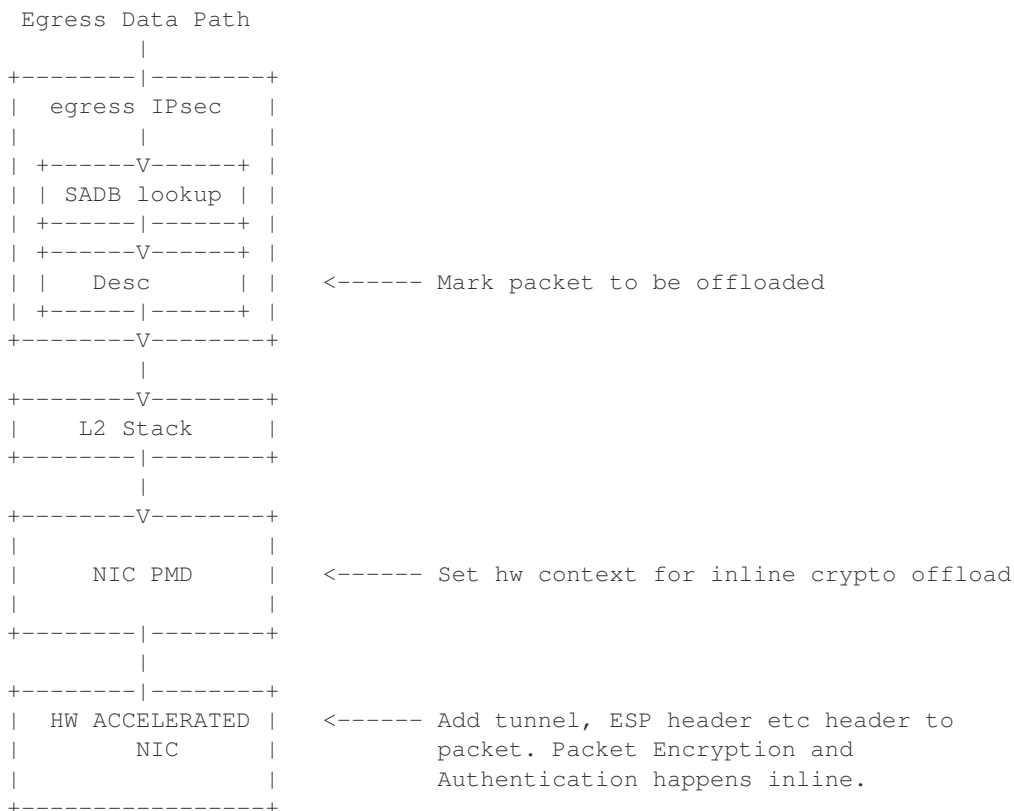 Egress Data Path
         |
+--------|--------+
|  egress IPsec   |
|        |        |
| +------V------+ |
| | SADB lookup | |
| +------|------+ |
| +------V------+ |
| |   Desc      | |   <------ Mark packet to be offloaded
| +------|------+ |
+--------V--------+
         |
+--------V--------+
|    L2 Stack     |
+--------|--------+
         |
+--------V--------+
|                 |
|     NIC PMD     |   <------ Set hw context for inline crypto offload
|                 |
+--------|--------+
         |
+--------|--------+
|  HW ACCELERATED |   <------ Add tunnel, ESP header etc header to
|        NIC      |           packet. Packet Encryption and
|                 |           Authentication happens inline.
+-----------------+